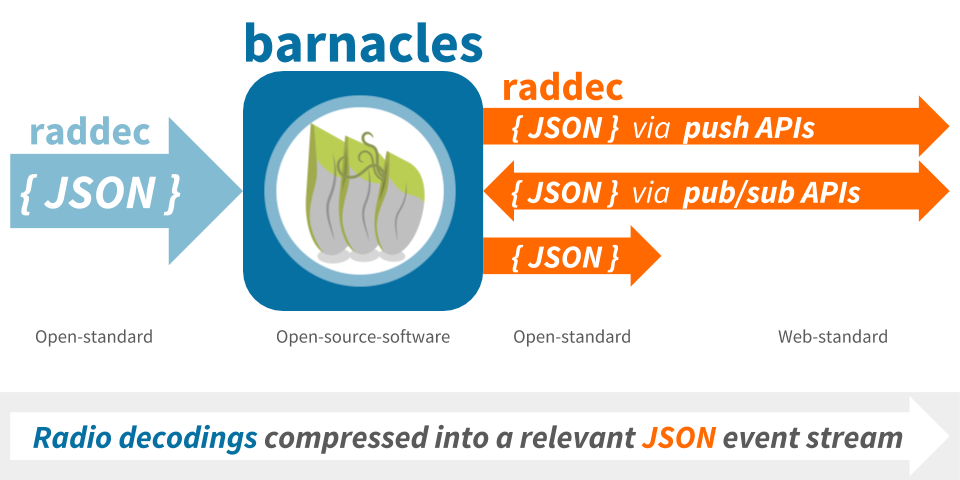 barnacles
raddec
{ JSON }
raddec
{ JSON } via push APIs
{ JSON } via pub/sub APIs
{ JSON }
Open-standard
Open-source-software
Open-standard
Web-standard
Radio decodings compressed into a relevant JSON event stream